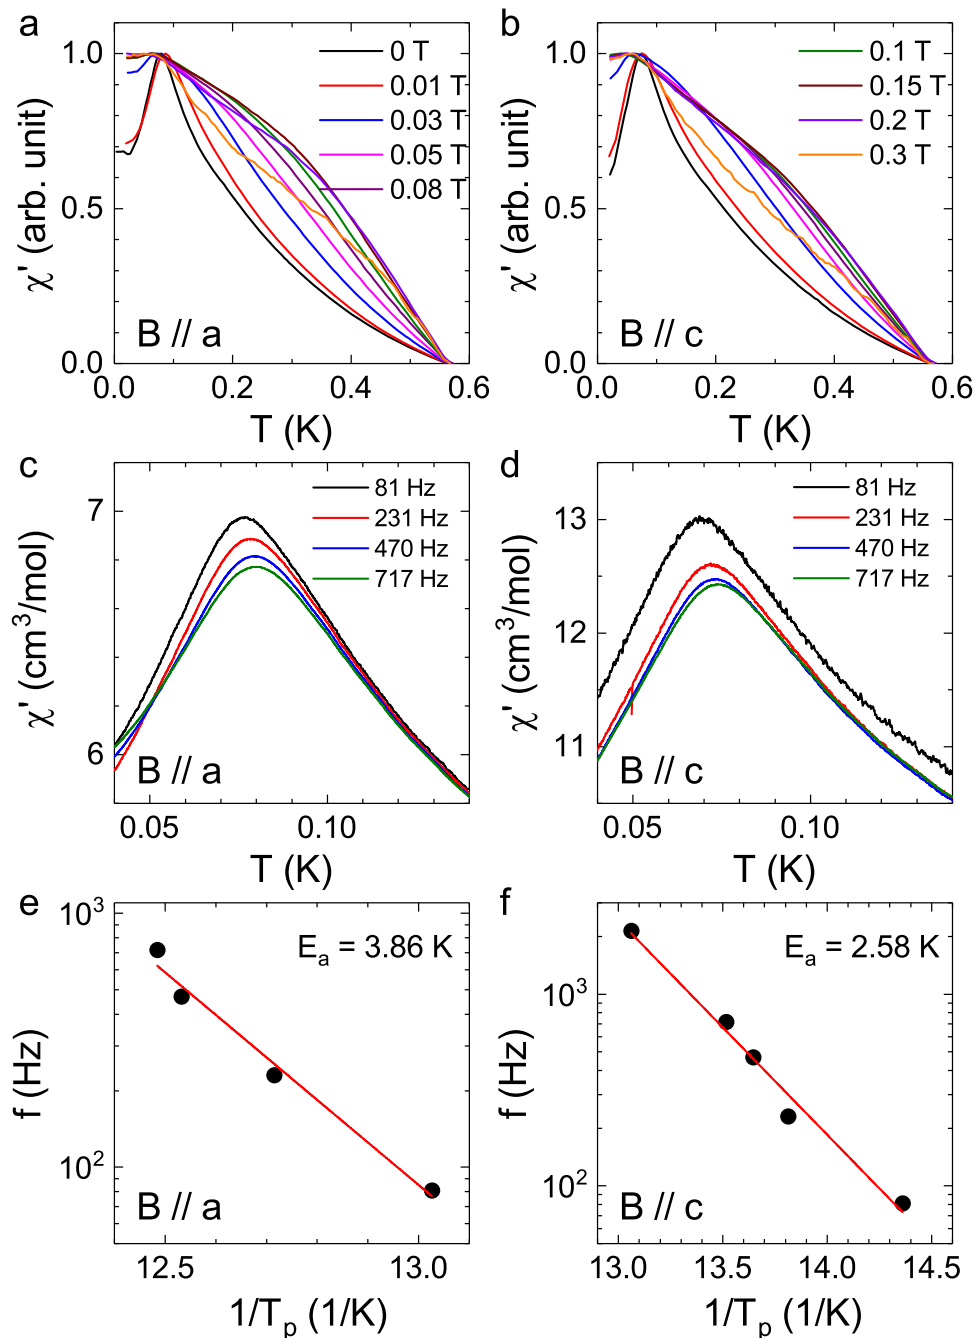 a
χ' (arb. unit)
1.0
0.5
0.0
0 T
0.01 T
0.03 T
0.05 T
0.08 T
B // a
0.0 0.2 0.4 0.6
T (K)
b
χ' (arb. unit)
1.0
0.5
0.0
0.1 T
0.15 T
0.2 T
0.3 T
B // c
0.0 0.2 0.4 0.6
T (K)
c
χ' (cm³/mol)
7
6
81 Hz
231 Hz
470 Hz
717 Hz
B // a
0.05 0.10
T (K)
d
χ' (cm³/mol)
13
12
11
81 Hz
231 Hz
470 Hz
717 Hz
B // c
0.05 0.10
T (K)
e
f (Hz)
10³
10²
Eₐ = 3.86 K
B // a
12.5 13.0
1/Tₚ (1/K)
f
f (Hz)
10³
10²
Eₐ = 2.58 K
B // c
13.0 13.5 14.0 14.5
1/Tₚ (1/K)